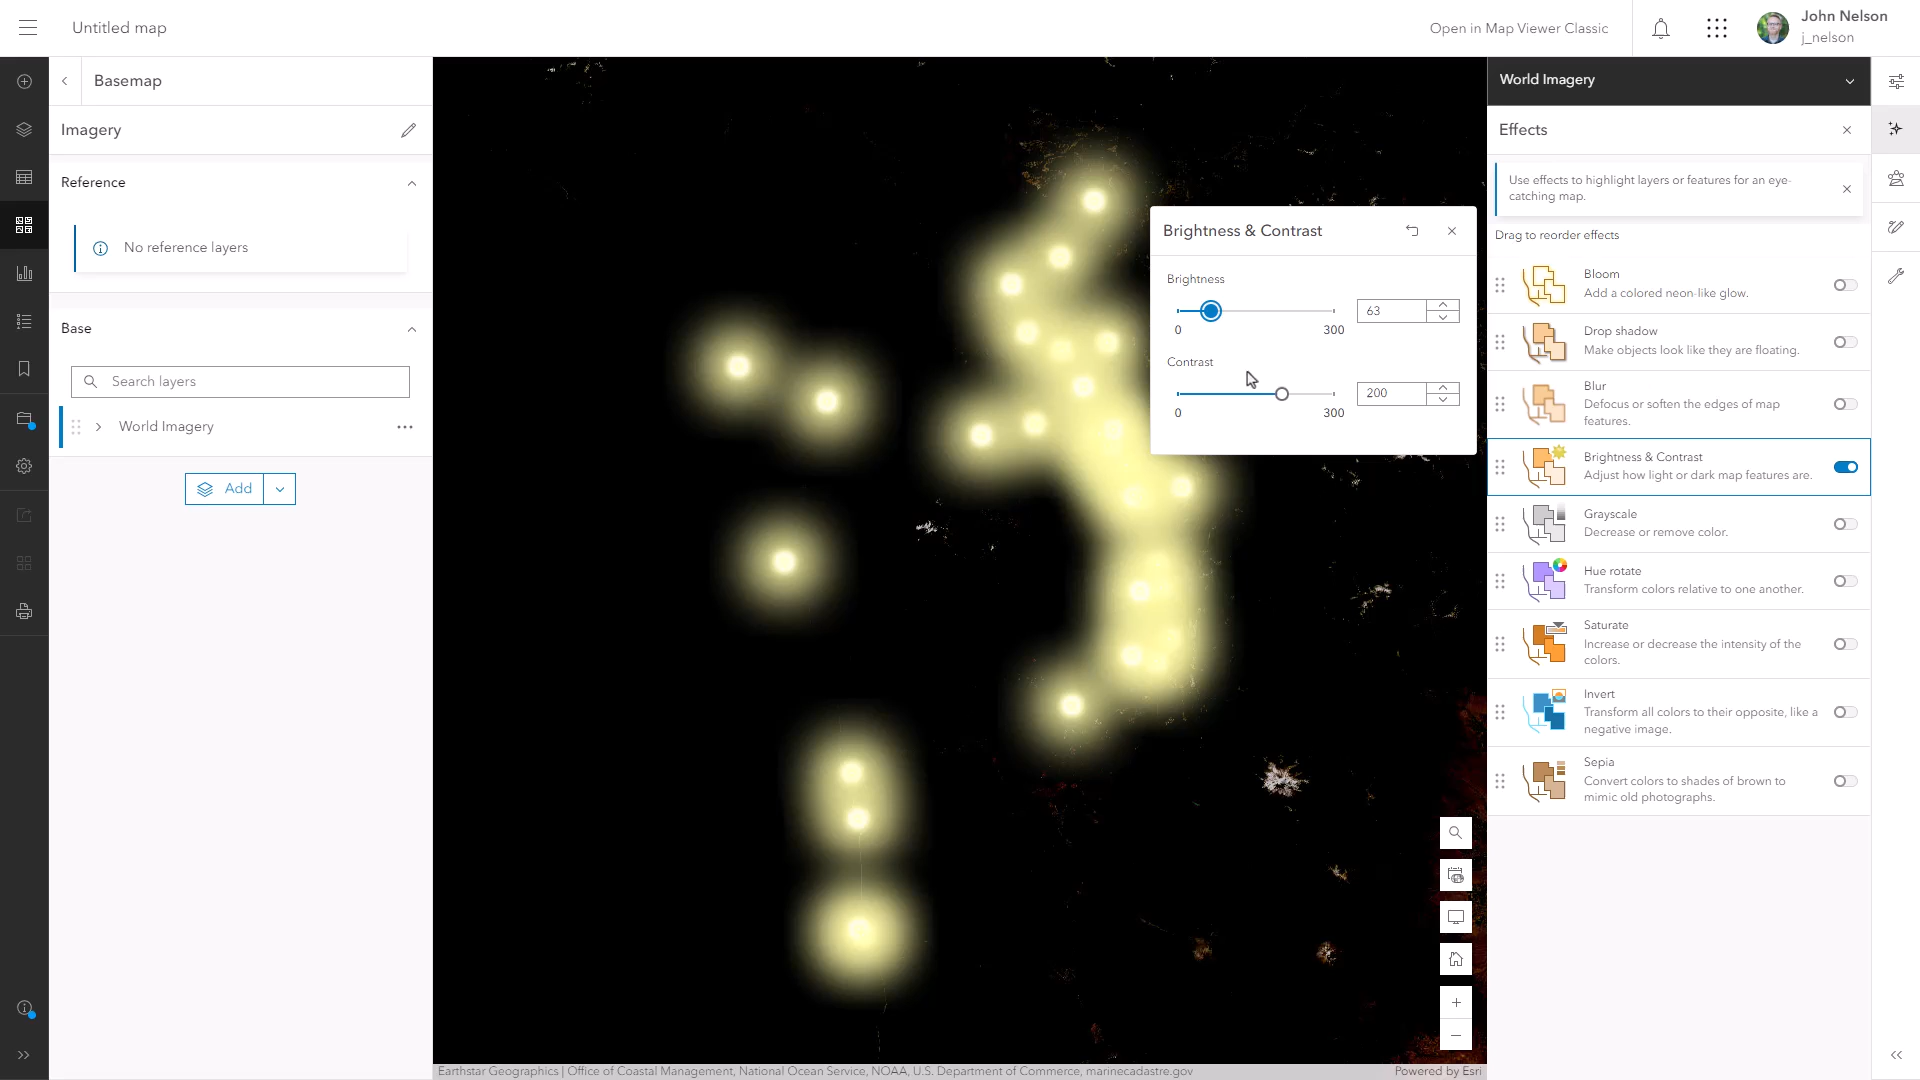 Untitled map
Open in Map Viewer Classic
John Nelson
j_nelson
Basemap
Imagery
Reference
No reference layers
Base
Search layers
World Imagery
Add
Brightness & Contrast
Brightness
63
0
300
Contrast
200
0
300
World Imagery
Effects
Use effects to highlight layers or features for an eye-
catching map.
Drag to reorder effects
Bloom
Add a colored neon-like glow.
Drop shadow
Make objects look like they are floating.
Blur
Defocus or soften the edges of map
features.
Brightness & Contrast
Adjust how light or dark map features are.
Grayscale
Decrease or remove color.
Hue rotate
Transform colors relative to one another.
Saturate
Increase or decrease the intensity of the
colors.
Invert
Transform all colors to their opposite, like a
negative image.
Sepia
Convert colors to shades of brown to
mimic old photographs.
Earthstar Geographics | Office of Coastal Management, National Ocean Service, NOAA, U.S. Department of Commerce, marinecadastre.gov
Powered by Esri